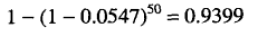 1 − (1 − 0.0547)⁵⁰ = 0.9399